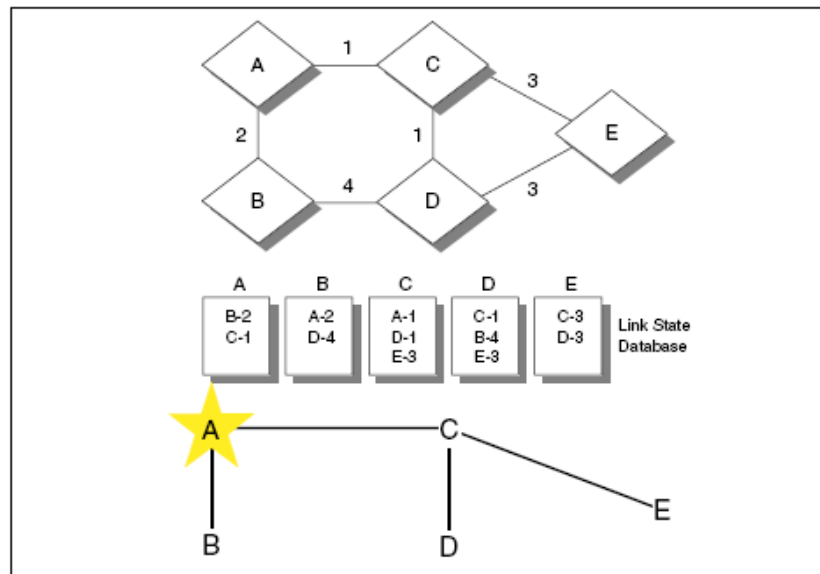 A 1 C
3
2 1 E
B 4 D 3
A B C D E
B-2 A-2 A-1 C-1 C-3
C-1 D-4 D-1 B-4 D-3
E-3 E-3
Link State
Database
A C
E
B D